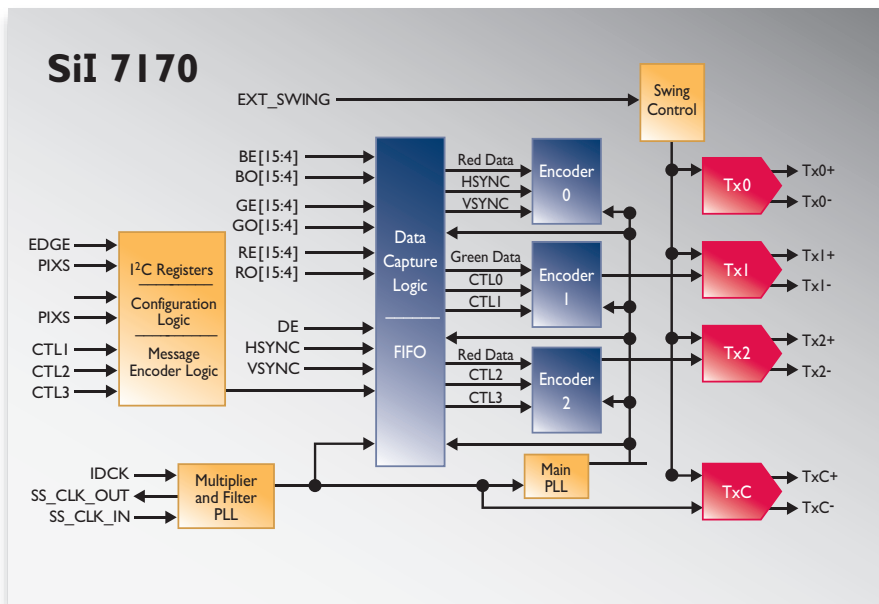 SiI 7170
EXT_SWING
Swing
Control
BE[15:4]
BO[15:4]
GE[15:4]
GO[15:4]
RE[15:4]
RO[15:4]
DE
HSYNC
VSYNC
EDGE
PIXS
PIXS
CTL1
CTL2
CTL3
I²C Registers
Configuration
Logic
Message
Encoder Logic
Data
Capture
Logic
FIFO
Red Data
HSYNC
VSYNC
Encoder
0
Green Data
CTL0
CTL1
Encoder
1
Red Data
CTL2
CTL3
Encoder
2
Tx0
Tx0+
Tx0-
Tx1
Tx1+
Tx1-
Tx2
Tx2+
Tx2-
TxC
TxC+
TxC-
IDCK
SS_CLK_OUT
SS_CLK_IN
Multiplier
and Filter
PLL
Main
PLL